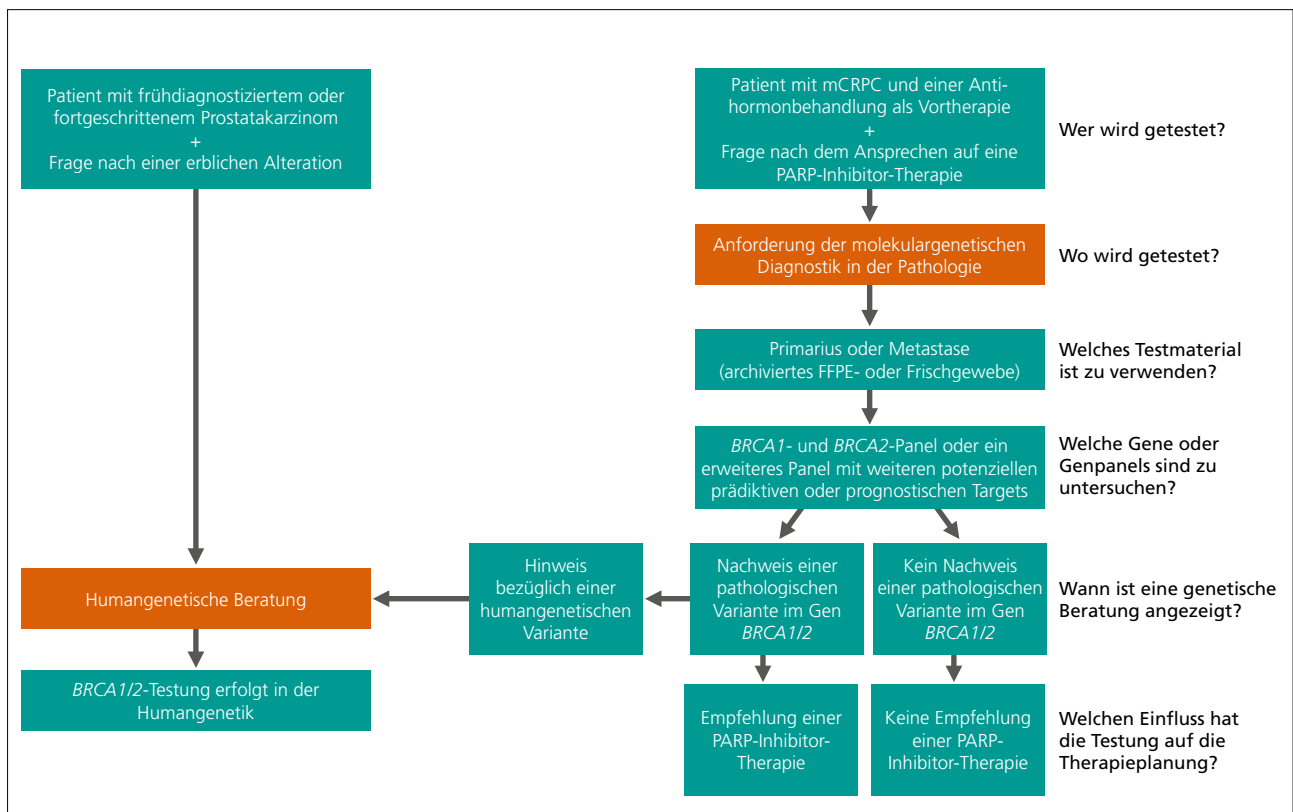 Patient mit frühdiagnostiziertem oder
fortgeschrittenem Prostatakarzinom
+
Frage nach einer erblichen Alteration
Patient mit mCRPC und einer Anti-
hormonbehandlung als Vortherapie
+
Frage nach dem Ansprechen auf eine
PARP-Inhibitor-Therapie
Wer wird getestet?
Anforderung der molekulargenetischen
Diagnostik in der Pathologie
Wo wird getestet?
Primarius oder Metastase
(archiviertes FFPE- oder Frischgewebe)
Welches Testmaterial
ist zu verwenden?
BRCA1- und BRCA2-Panel oder ein
erweiteres Panel mit weiteren potenziellen
prädiktiven oder prognostischen Targets
Welche Gene oder
Genpanels sind zu
untersuchen?
Humangenetische Beratung
Hinweis
bezüglich einer
humangenetischen
Variante
Nachweis einer
pathologischen
Variante im Gen
BRCA1/2
Kein Nachweis
einer pathologischen
Variante im Gen
BRCA1/2
Wann ist eine genetische
Beratung angezeigt?
BRCA1/2-Testung erfolgt in der
Humangenetik
Empfehlung einer
PARP-Inhibitor-
Therapie
Keine Empfehlung
einer PARP-
Inhibitor-Therapie
Welchen Einfluss hat
die Testung auf die
Therapieplanung?